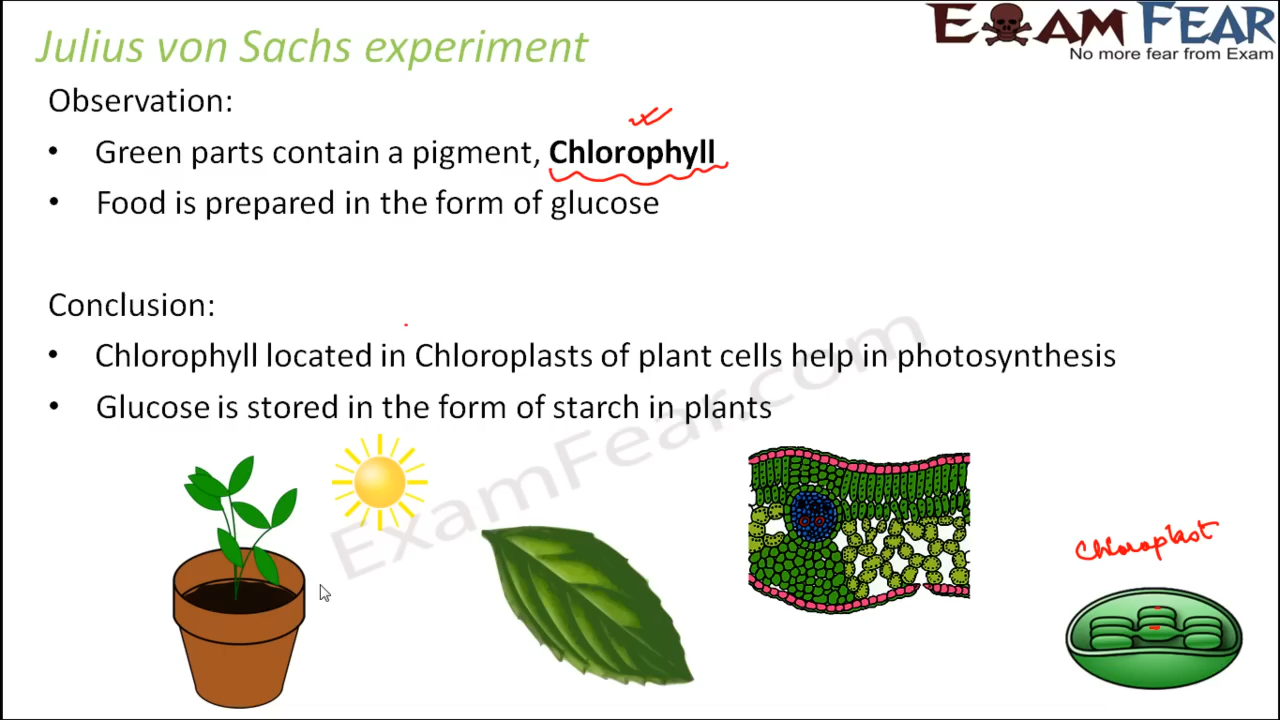 Julius von Sachs experiment
EXAM FEAR
No more fear from Exam
Observation:
• Green parts contain a pigment, Chlorophyll
• Food is prepared in the form of glucose
Conclusion:
• Chlorophyll located in Chloroplasts of plant cells help in photosynthesis
• Glucose is stored in the form of starch in plants
ExamFear.com
Chloroplast